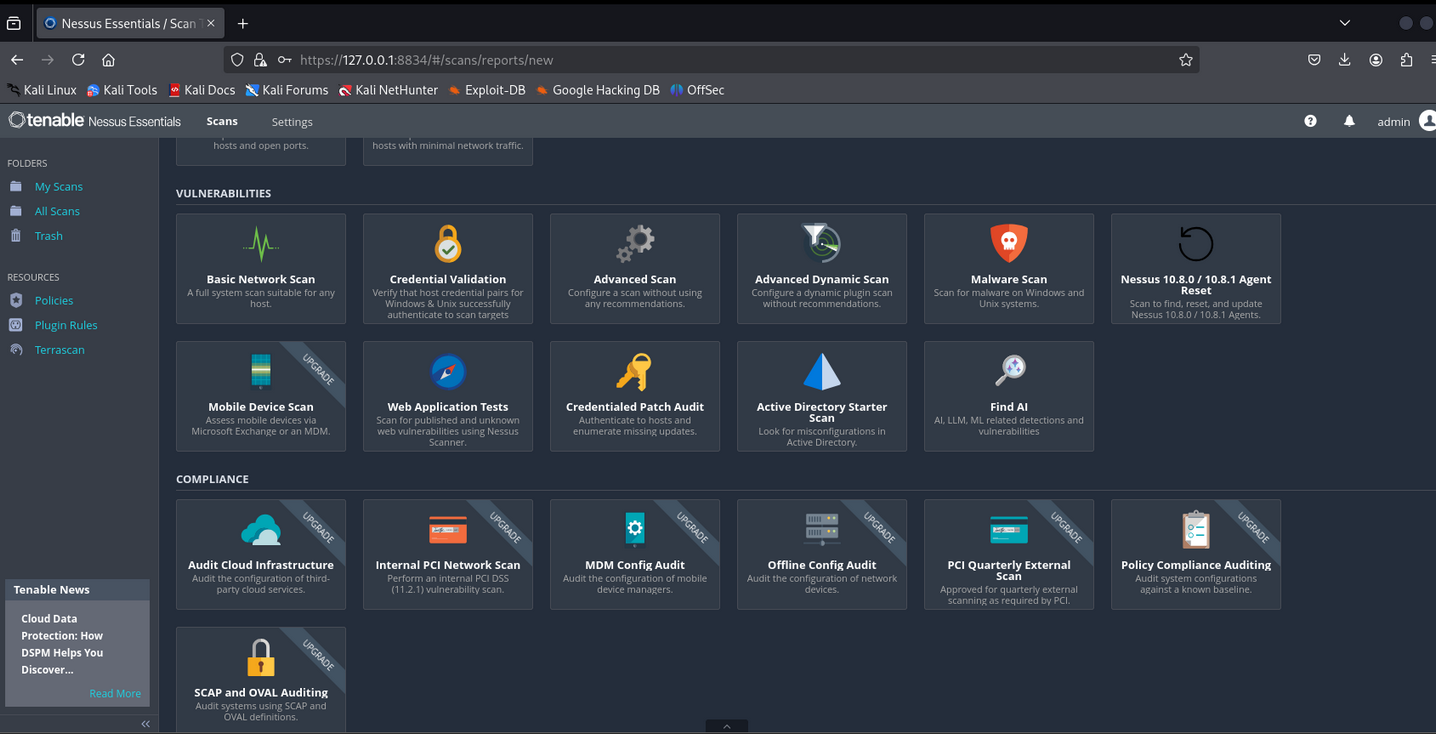 Nessus Essentials / Scan T
https://127.0.0.1:8834/#/scans/reports/new
Kali Linux Kali Tools Kali Docs Kali Forums Kali NetHunter Exploit-DB Google Hacking DB OffSec
tenable Nessus Essentials Scans Settings admin
FOLDERS
My Scans
All Scans
Trash
RESOURCES
Policies
Plugin Rules
Terrascan
Tenable News
Cloud Data
Protection: How
DSPM Helps You
Discover...
Read More
hosts and open ports.
hosts with minimal network traffic.
VULNERABILITIES
Basic Network Scan
A full system scan suitable for any
host.
Credential Validation
Verify that host credential pairs for
Windows & Unix successfully
authenticate to scan targets
Advanced Scan
Configure a scan without using
any recommendations.
Advanced Dynamic Scan
Configure a dynamic plugin scan
without recommendations.
Malware Scan
Scan for malware on Windows and
Unix systems.
Nessus 10.8.0 / 10.8.1 Agent
Reset
Scan to find, reset, and update
Nessus 10.8.0 / 10.8.1 Agents.
UPGRADE
Mobile Device Scan
Assess mobile devices via
Microsoft Exchange or an MDM.
Web Application Tests
Scan for published and unknown
web vulnerabilities using Nessus
Scanner.
Credentialed Patch Audit
Authenticate to hosts and
enumerate missing updates.
Active Directory Starter
Scan
Look for misconfigurations in
Active Directory.
Find AI
AI, LLM, ML related detections and
vulnerabilities
COMPLIANCE
UPGRADE
Audit Cloud Infrastructure
Audit the configuration of third-
party cloud services.
UPGRADE
Internal PCI Network Scan
Perform an internal PCI DSS
(11.2.1) vulnerability scan.
UPGRADE
MDM Config Audit
Audit the configuration of mobile
device managers.
UPGRADE
Offline Config Audit
Audit the configuration of network
devices.
UPGRADE
PCI Quarterly External
Scan
Approved for quarterly external
scanning as required by PCI.
UPGRADE
Policy Compliance Auditing
Audit system configurations
against a known baseline.
UPGRADE
SCAP and OVAL Auditing
Audit systems using SCAP and
OVAL definitions.